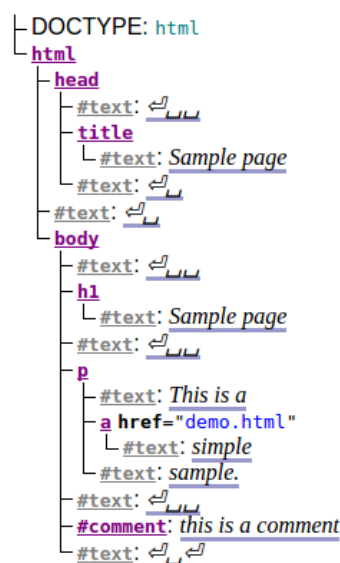 DOCTYPE: html
html
head
#text: ⏎␣␣
title
#text: Sample page
#text: ⏎␣
#text: ⏎␣
body
#text: ⏎␣␣
h1
#text: Sample page
#text: ⏎␣␣
p
#text: This is a
a href="demo.html"
#text: simple
#text: sample.
#text: ⏎␣␣
#comment: this is a comment
#text: ⏎␣⏎